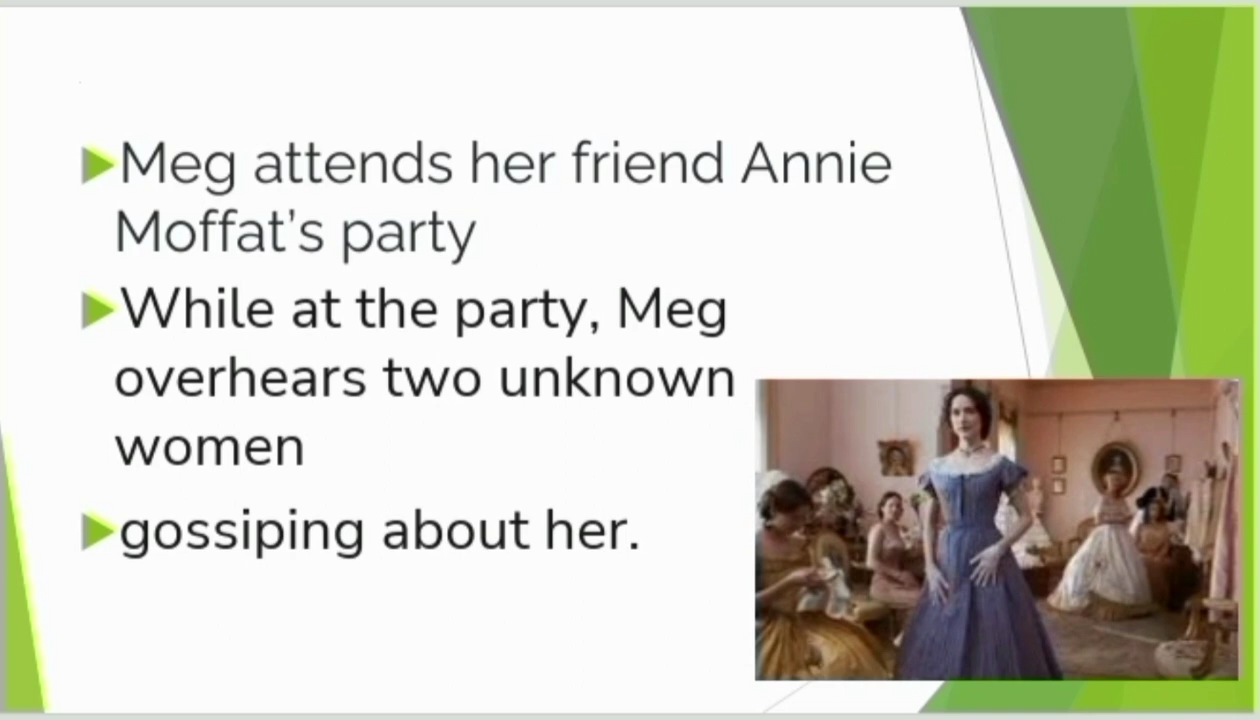 Meg attends her friend Annie
Moffat’s party
While at the party, Meg
overhears two unknown
women
gossiping about her.